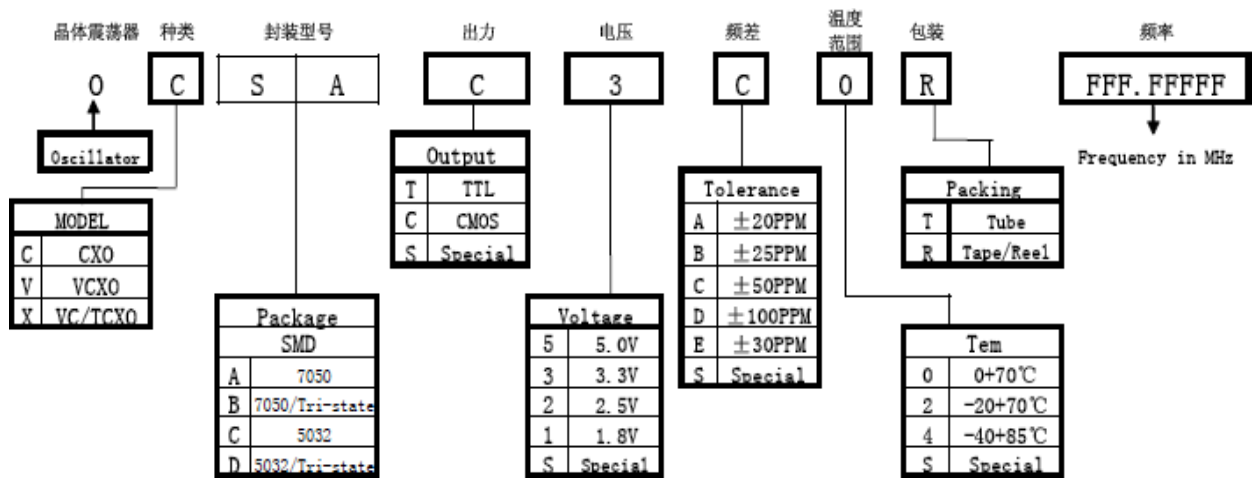 晶体震荡器 种类 封装型号 出力 电压 频差 温度范围 包装 频率
O C S A C 3 C 0 R FFF.FFFFF
Oscillator
Frequency in MHz
MODEL
C CXO
V VCXO
X VC/TCXO
Package
SMD
A 7050
B 7050/Tri-state
C 5032
D 5032/Tri-state
Output
T TTL
C CMOS
S Special
Voltage
5 5.0V
3 3.3V
2 2.5V
1 1.8V
S Special
Tolerance
A ±20PPM
B ±25PPM
C ±50PPM
D ±100PPM
E ±30PPM
S Special
Packing
T Tube
R Tape/Reel
Tem
0 0+70℃
2 -20+70℃
4 -40+85℃
S Special